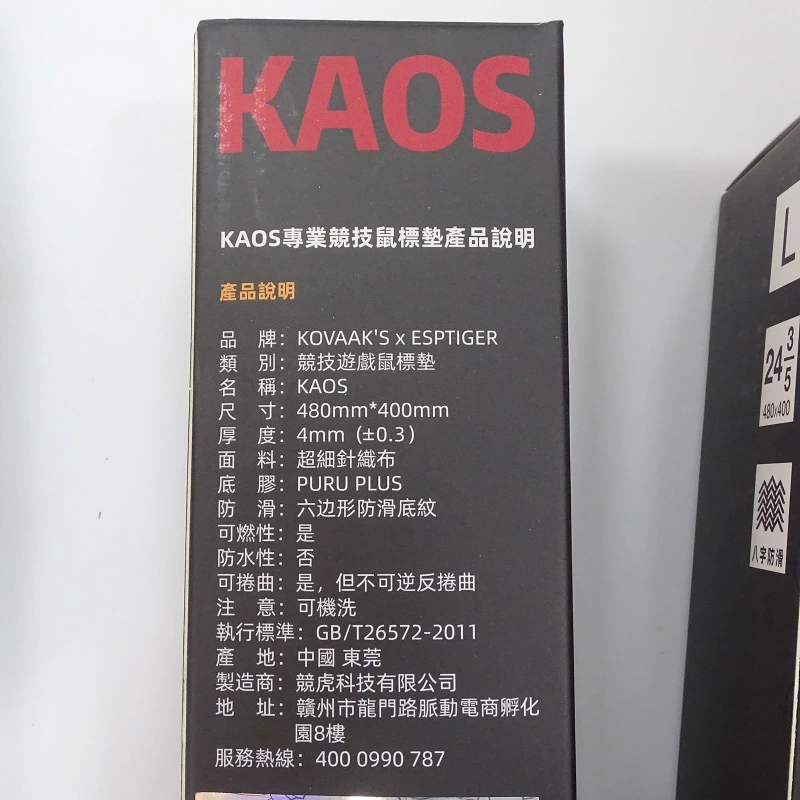 KAOS
KAOS專業競技鼠標墊產品說明
產品說明
品 牌：KOVAAK'S x ESPTIGER
類 別：競技遊戲鼠標墊
名 稱：KAOS
尺 寸：480mm*400mm
厚 度：4mm（±0.3）
面 料：超細針織布
底 膠：PURU PLUS
防 滑：六边形防滑底紋
可燃性：是
防水性：否
可捲曲：是，但不可逆反捲曲
注 意：可機洗
執行標準：GB/T26572-2011
產 地：中國 東莞
製造商：競虎科技有限公司
地 址：贛州市龍門路脈動電商孵化
園8樓
服務熱線：400 0990 787
L
24 3/5
480x400
八字防滑